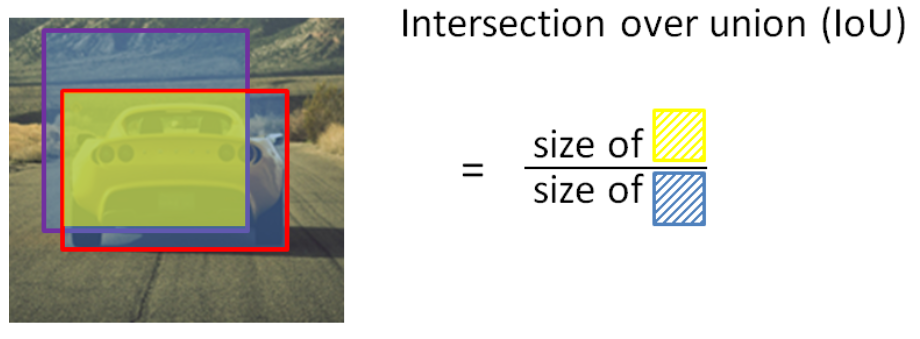 Intersection over union (IoU)
= size of
size of